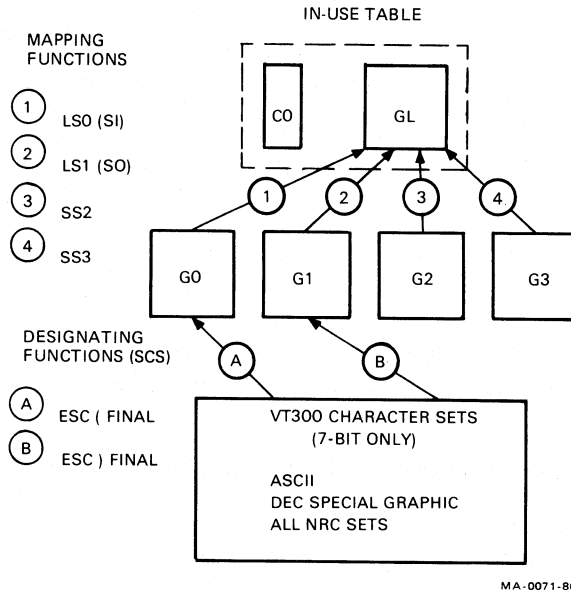 IN-USE TABLE
MAPPING
FUNCTIONS
1 LS0 (SI)
2 LS1 (SO)
3 SS2
4 SS3
C0 GL
1 2 3 4
G0 G1 G2 G3
DESIGNATING
FUNCTIONS (SCS)
A ESC ( FINAL
B ESC ) FINAL
A B
VT300 CHARACTER SETS
(7-BIT ONLY)
ASCII
DEC SPECIAL GRAPHIC
ALL NRC SETS